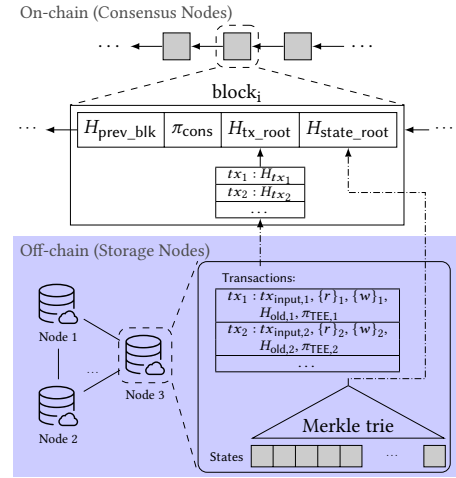 On-chain (Consensus Nodes)
...
block_i
... H_prev_blk π_cons H_tx_root H_state_root ...
tx_1 : H_tx_1
tx_2 : H_tx_2
...
Off-chain (Storage Nodes)
Transactions:
tx_1 : tx_input,1, {r}_1, {w}_1,
H_old,1, π_TEE,1
tx_2 : tx_input,2, {r}_2, {w}_2,
H_old,2, π_TEE,2
...
Node 1
...
Node 2
Node 3
Merkle trie
States ...